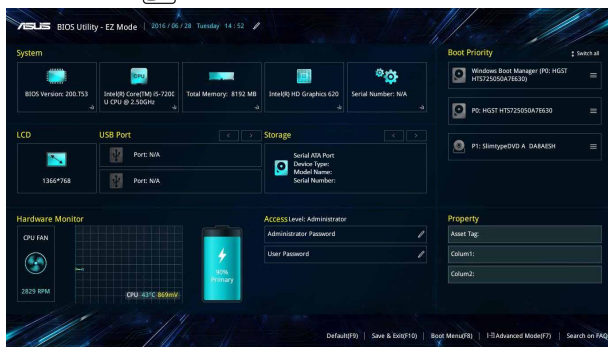 ASUS BIOS Utility - EZ Mode 2016 / 06 / 28 Tuesday 14 : 52
System
BIOS Version: 200.T53
CPU
Intel(R) Core(TM) i5-7200
U CPU @ 2.50GHz
Total Memory: 8192 MB
Intel(R) HD Graphics 620
Serial Number: N/A
Boot Priority
Switch all
Windows Boot Manager (P0: HGST
HTS725050A7E630)
P0: HGST HTS725050A7E630
P1: SlimtypeDVD A DA8AESH
LCD
1366*768
USB Port
Port: N/A
Port: N/A
Storage
Serial ATA Port
Device Type:
Model Name:
Serial Number:
Hardware Monitor
CPU FAN
2829 RPM
CPU 43°C 869mV
90%
Primary
Access Level: Administrator
Administrator Password
User Password
Property
Asset Tag:
Colum1:
Colum2:
Default(F9) | Save & Exit(F10) | Boot Menu(F8) | Advanced Mode(F7) | Search on FAQ